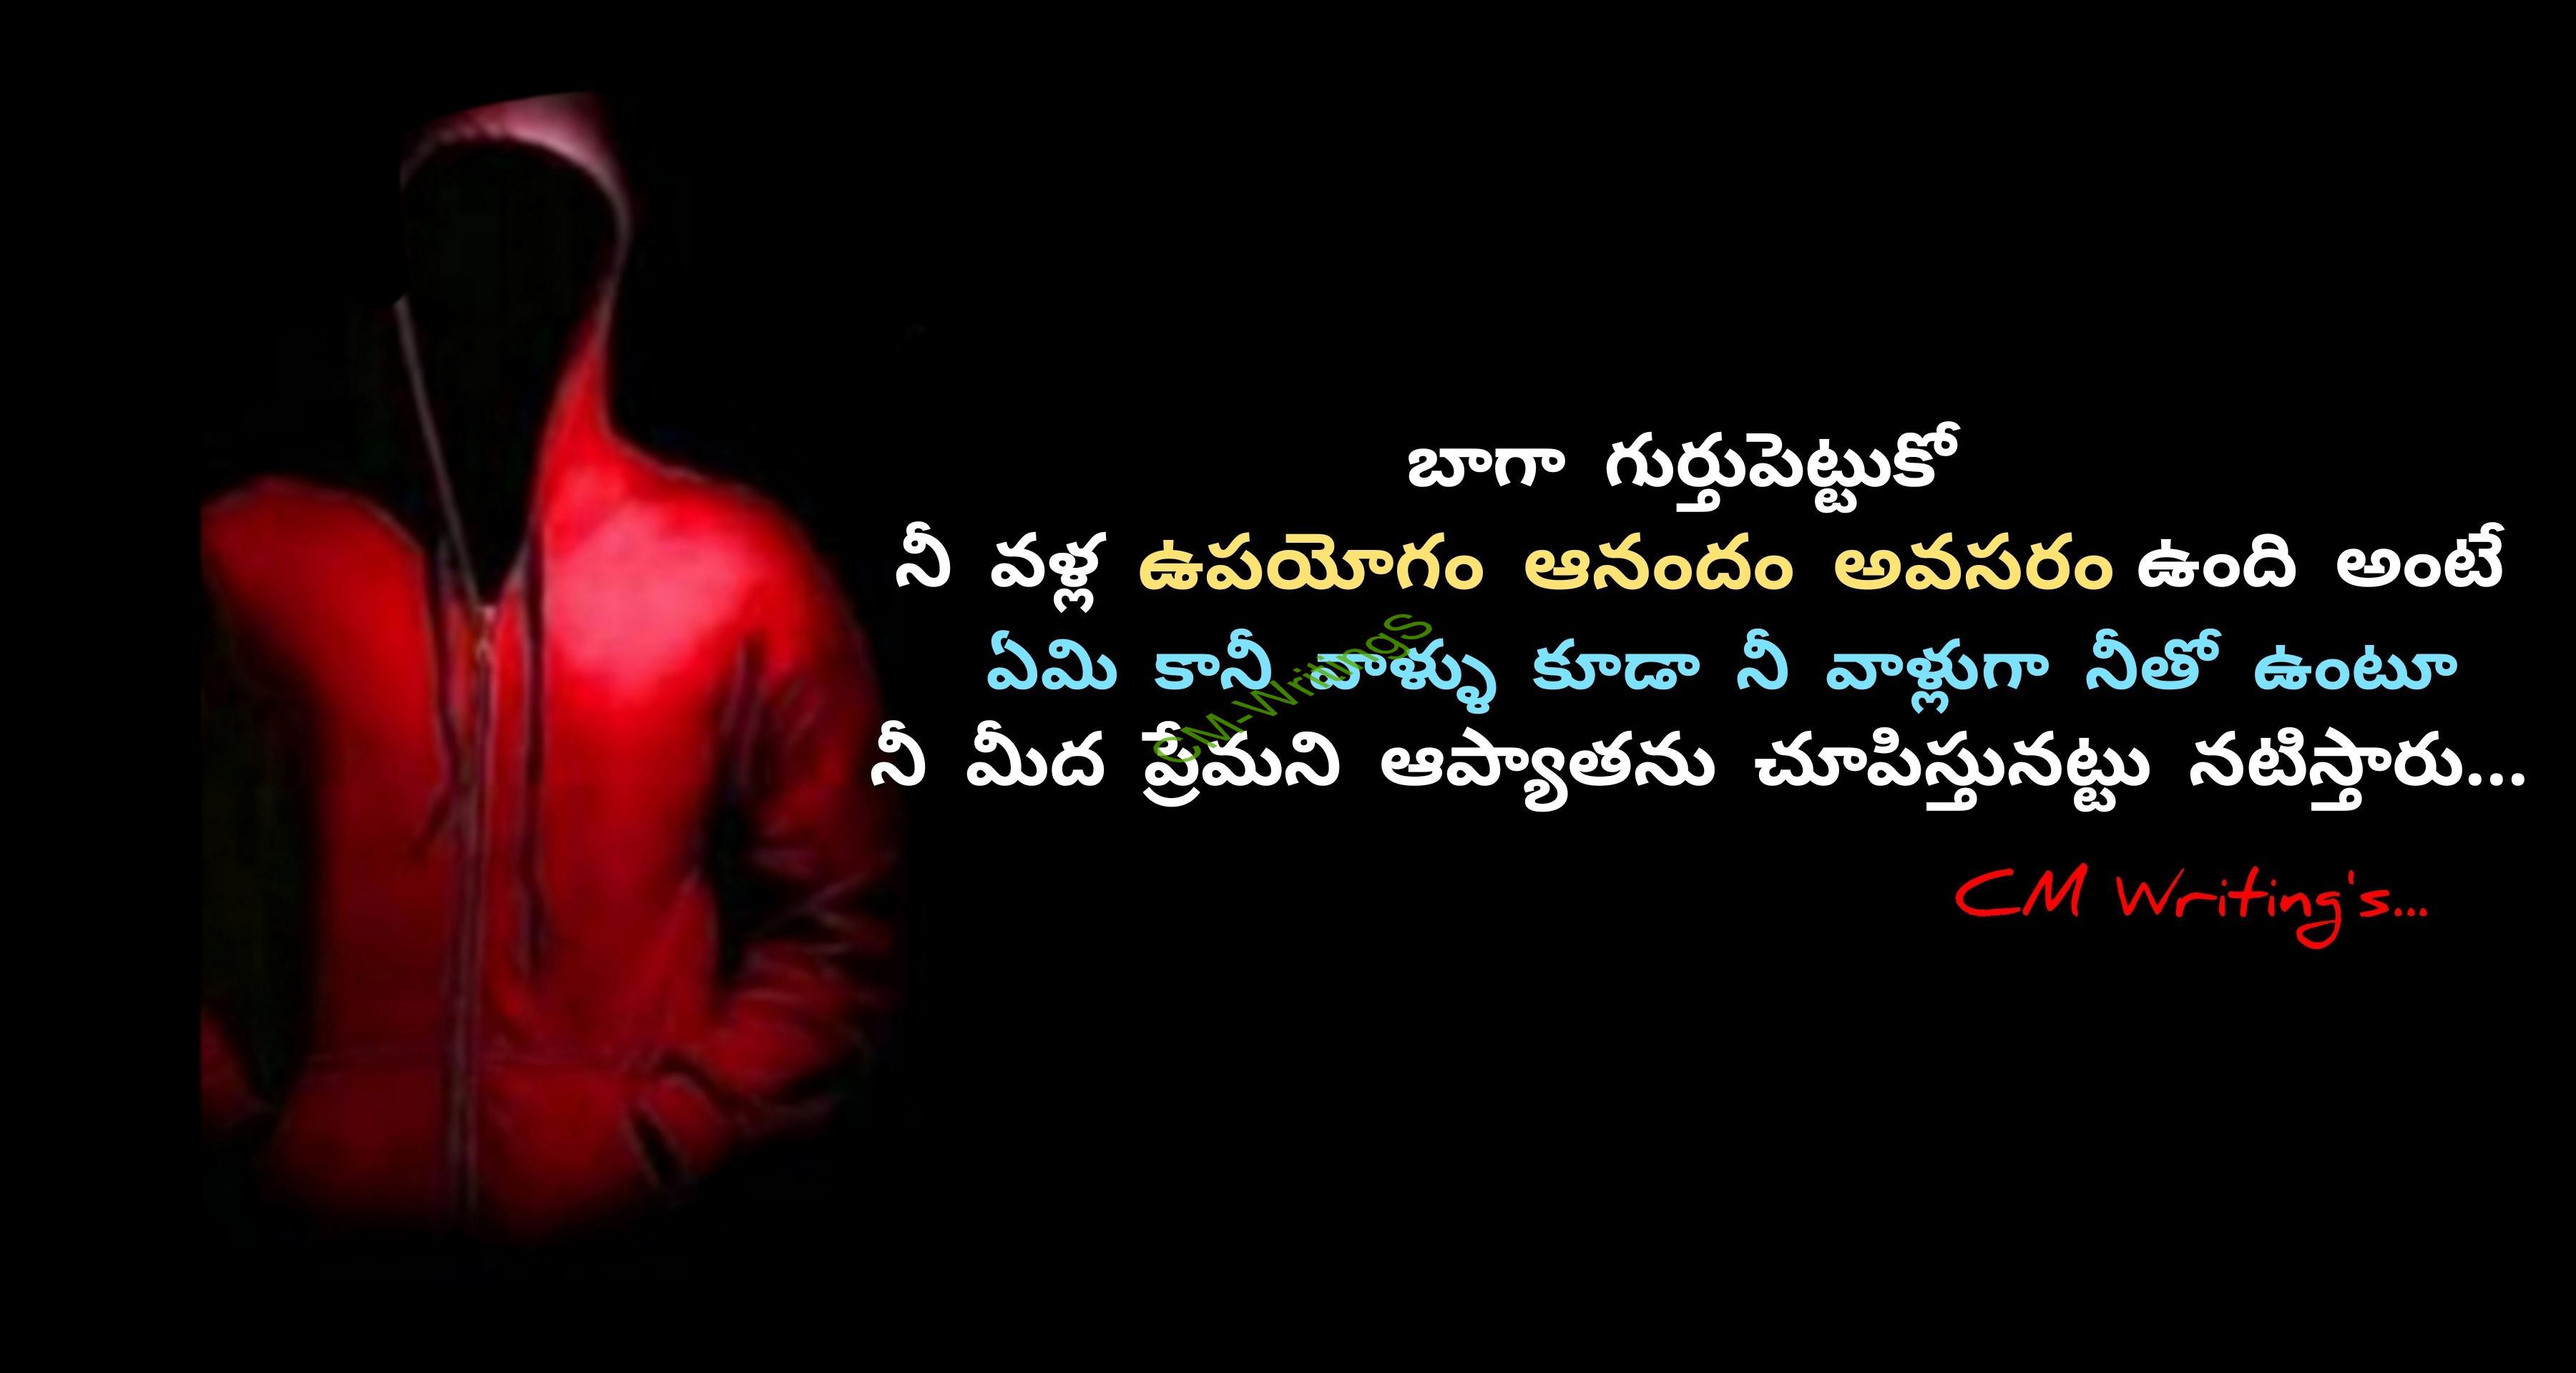 బాగా గుర్తుపెట్టుకో
నీ వళ్ల ఉపయోగం ఆనందం అవసరం ఉంది అంటే
ఏమి కానీ వాళ్ళు కూడా నీ వాళ్లుగా నీతో ఉంటూ
నీ మీద ప్రేమని ఆప్యాతను చూపిస్తునట్టు నటిస్తారు...
CM-Writings
CM Writing's...